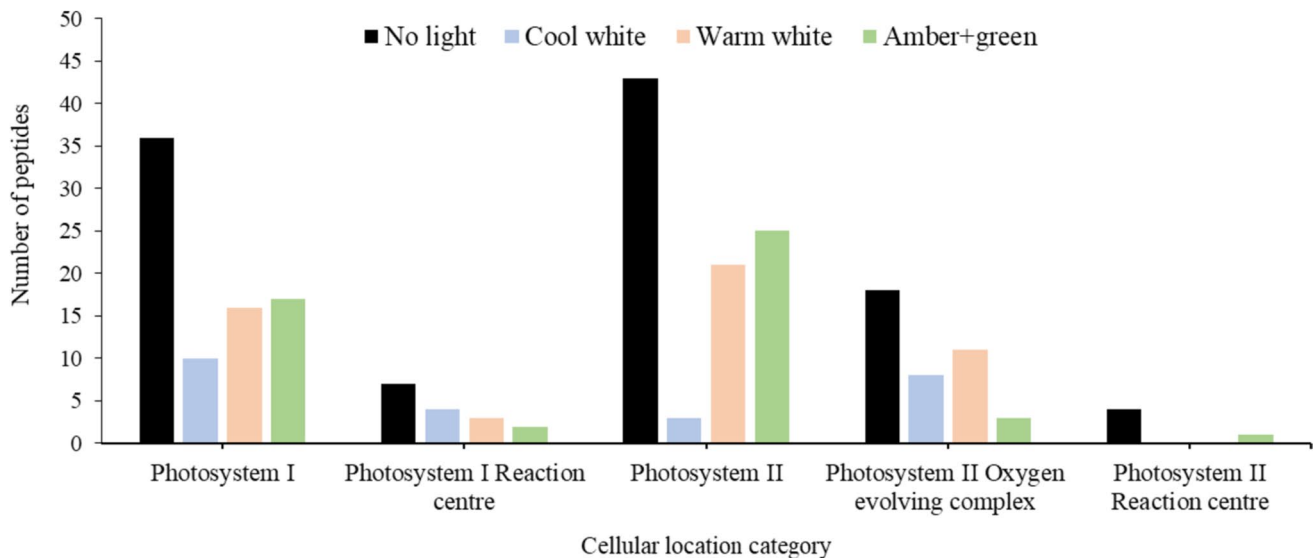 50
45
40
35
30
25
20
15
10
5
0
Number of peptides
No light Cool white Warm white Amber+green
Photosystem I
Photosystem I Reaction
centre
Photosystem II
Photosystem II Oxygen
evolving complex
Photosystem II
Reaction centre
Cellular location category